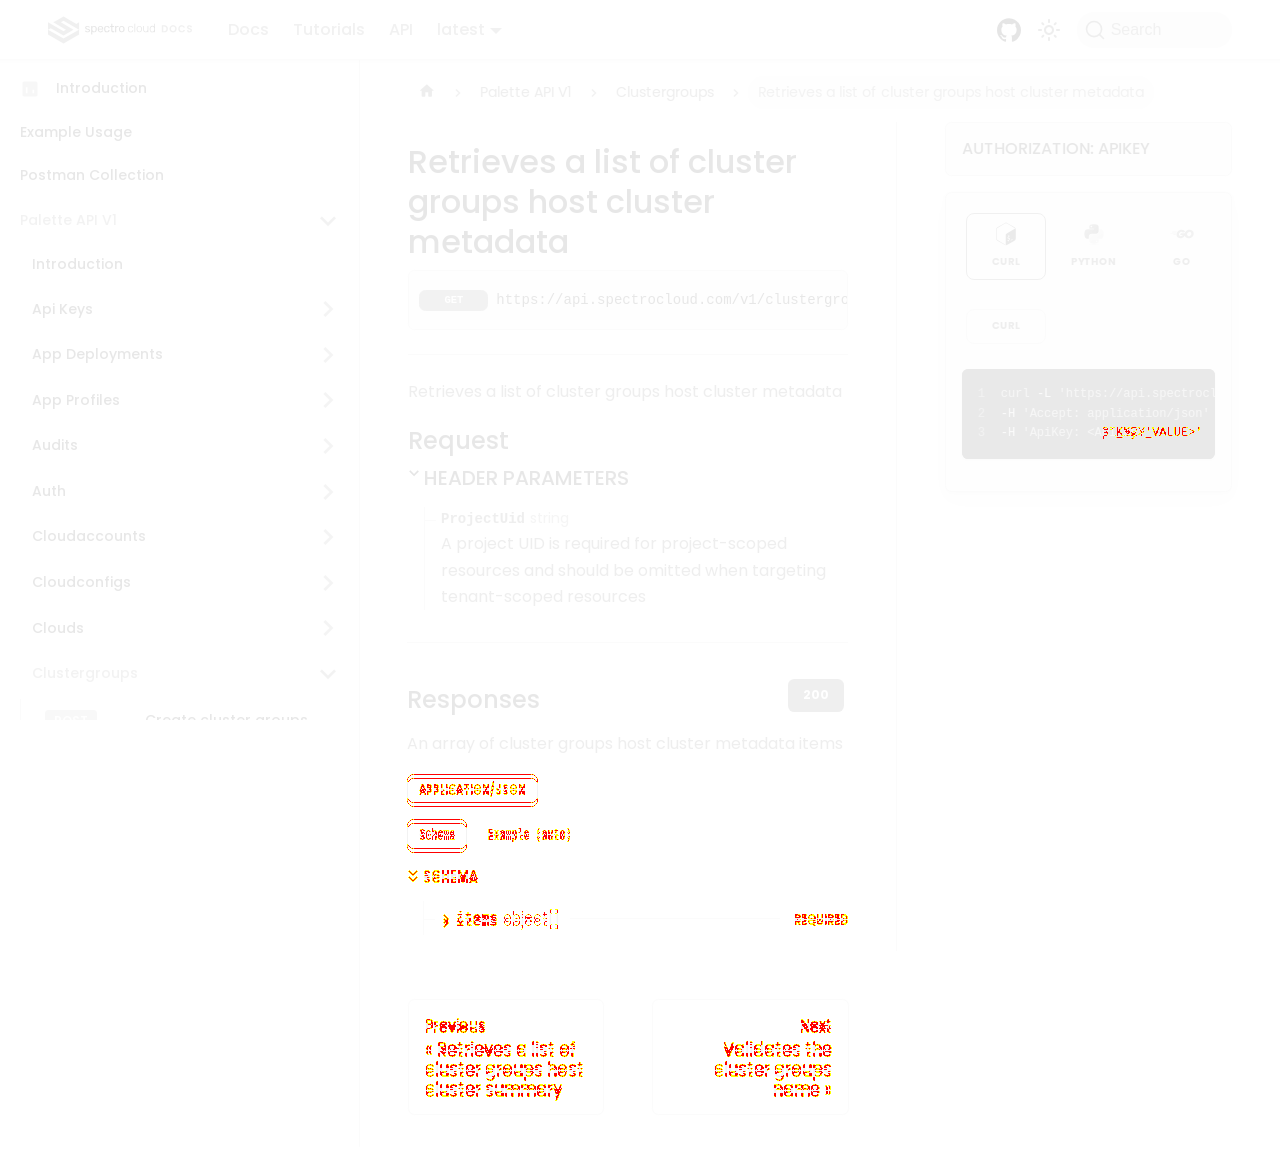 spectro cloud DOCS
Docs
Tutorials
API
latest
Search
Introduction
Example Usage
Postman Collection
Palette API V1
Introduction
Api Keys
App Deployments
App Profiles
Audits
Auth
Cloudaccounts
Cloudconfigs
Clouds
Clustergroups
Create cluster groups
Palette API V1
Clustergroups
Retrieves a list of cluster groups host cluster metadata
Retrieves a list of cluster
groups host cluster
metadata
GET https://api.spectrocloud.com/v1/clustergro
Retrieves a list of cluster groups host cluster metadata
Request
HEADER PARAMETERS
ProjectUid string
A project UID is required for project-scoped
resources and should be omitted when targeting
tenant-scoped resources
Responses
200
An array of cluster groups host cluster metadata items
APPLICATION/JSON
Schema
Example (auto)
SCHEMA
items object[]
REQUIRED
Previous
« Retrieves a list of
cluster groups host
cluster summary
Next
Validates the
cluster groups
name »
AUTHORIZATION: APIKEY
CURL
PYTHON
GO
GO
CURL
1 curl -L 'https://api.spectrocl
2 -H 'Accept: application/json'
3 -H 'ApiKey: